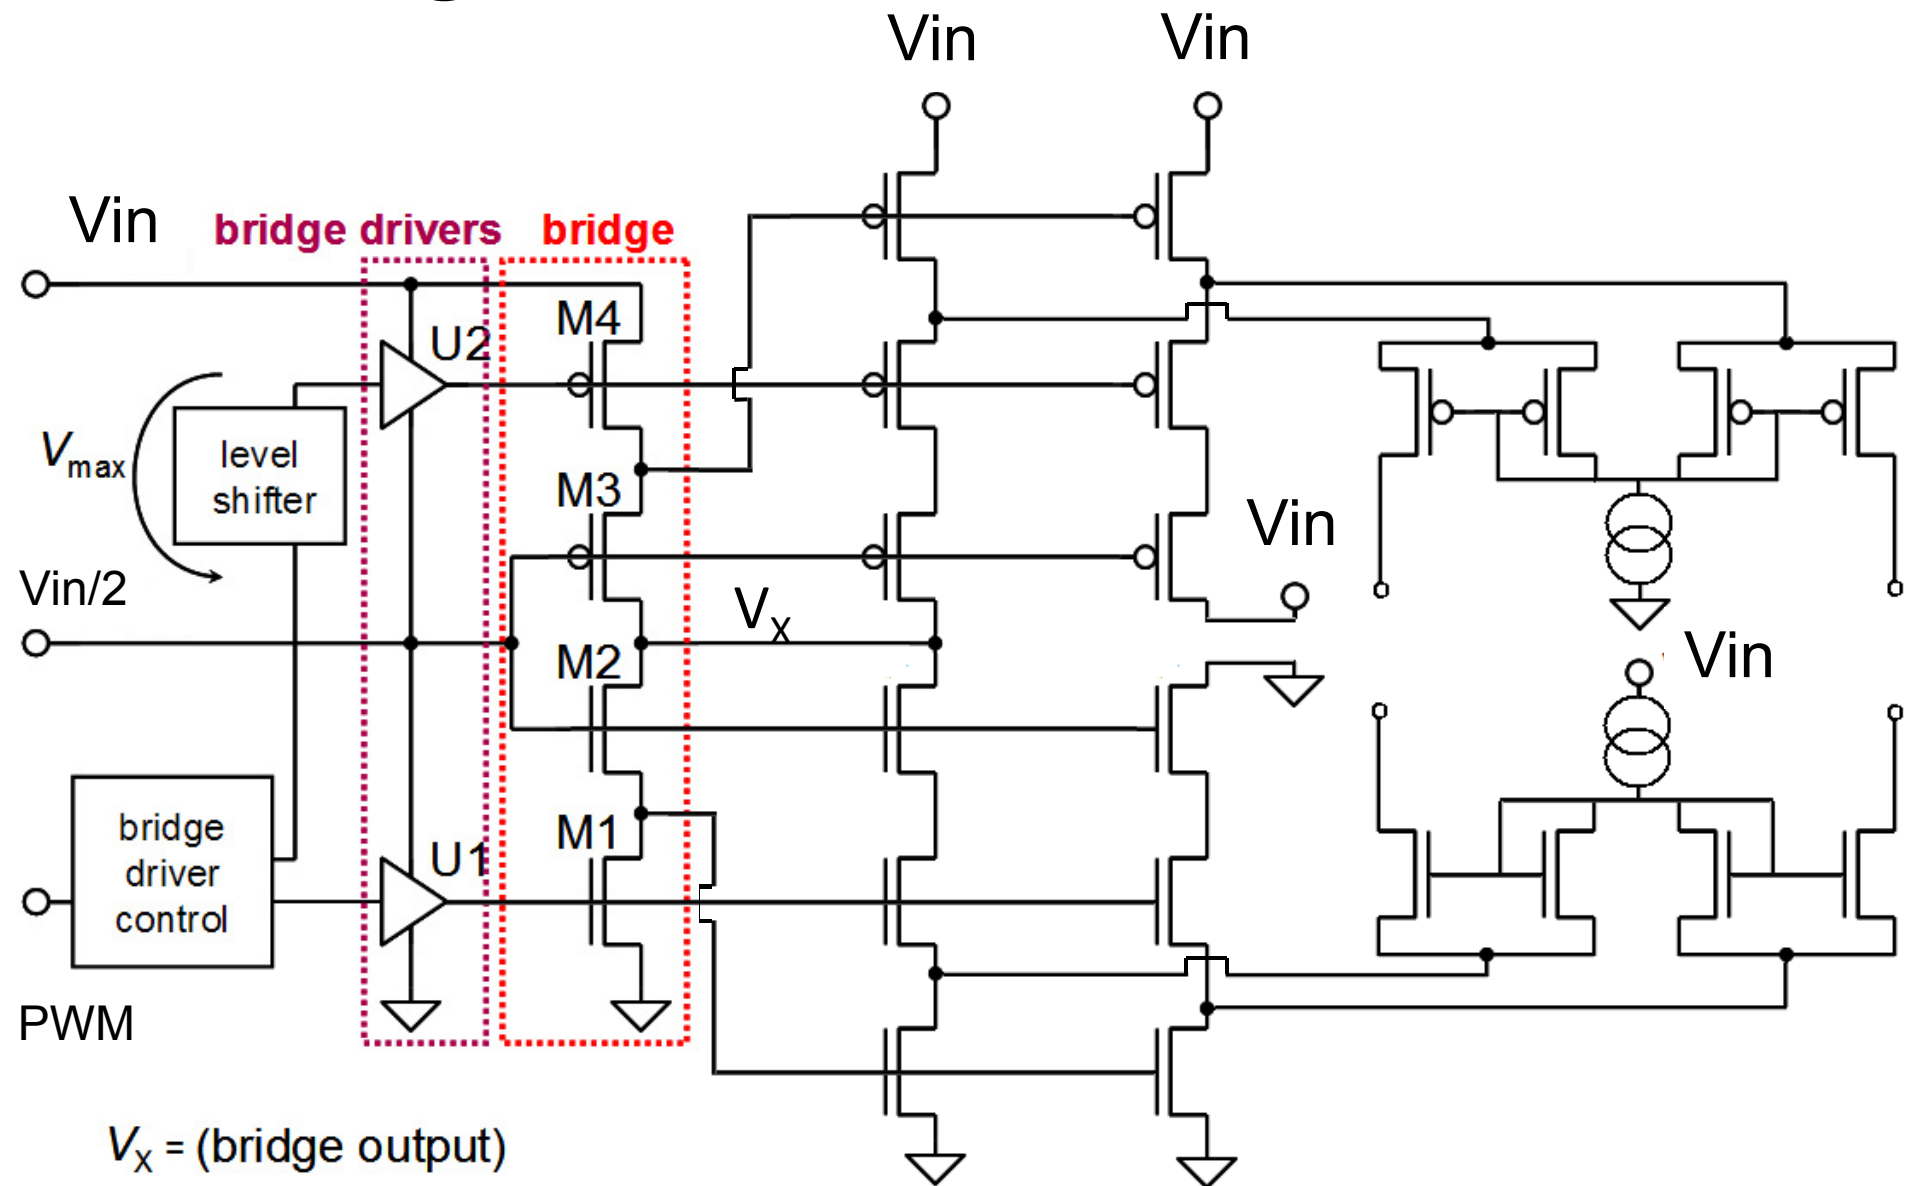 Vin
Vin
Vin
bridge drivers
bridge
M4
U2
Vmax
level
shifter
M3
Vin
Vin/2
VX
M2
Vin
bridge
driver
control
U1
M1
PWM
VX = (bridge output)